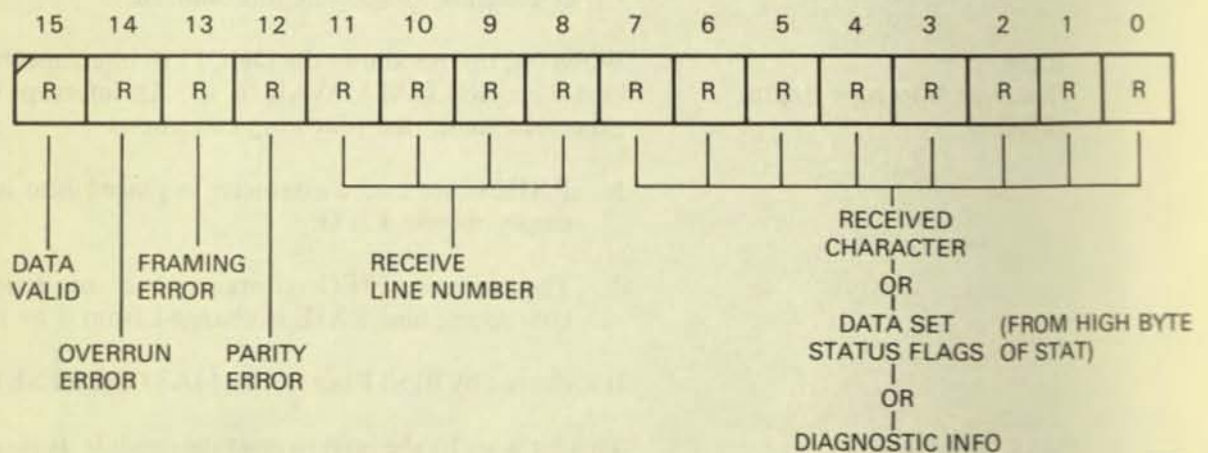 15 14 13 12 11 10 9 8 7 6 5 4 3 2 1 0
R R R R R R R R R R R R R R R R
DATA
VALID
OVERRUN
ERROR
FRAMING
ERROR
PARITY
ERROR
RECEIVE
LINE NUMBER
RECEIVED
CHARACTER
OR
DATA SET
STATUS FLAGS
(FROM HIGH BYTE
OF STAT)
OR
DIAGNOSTIC INFO